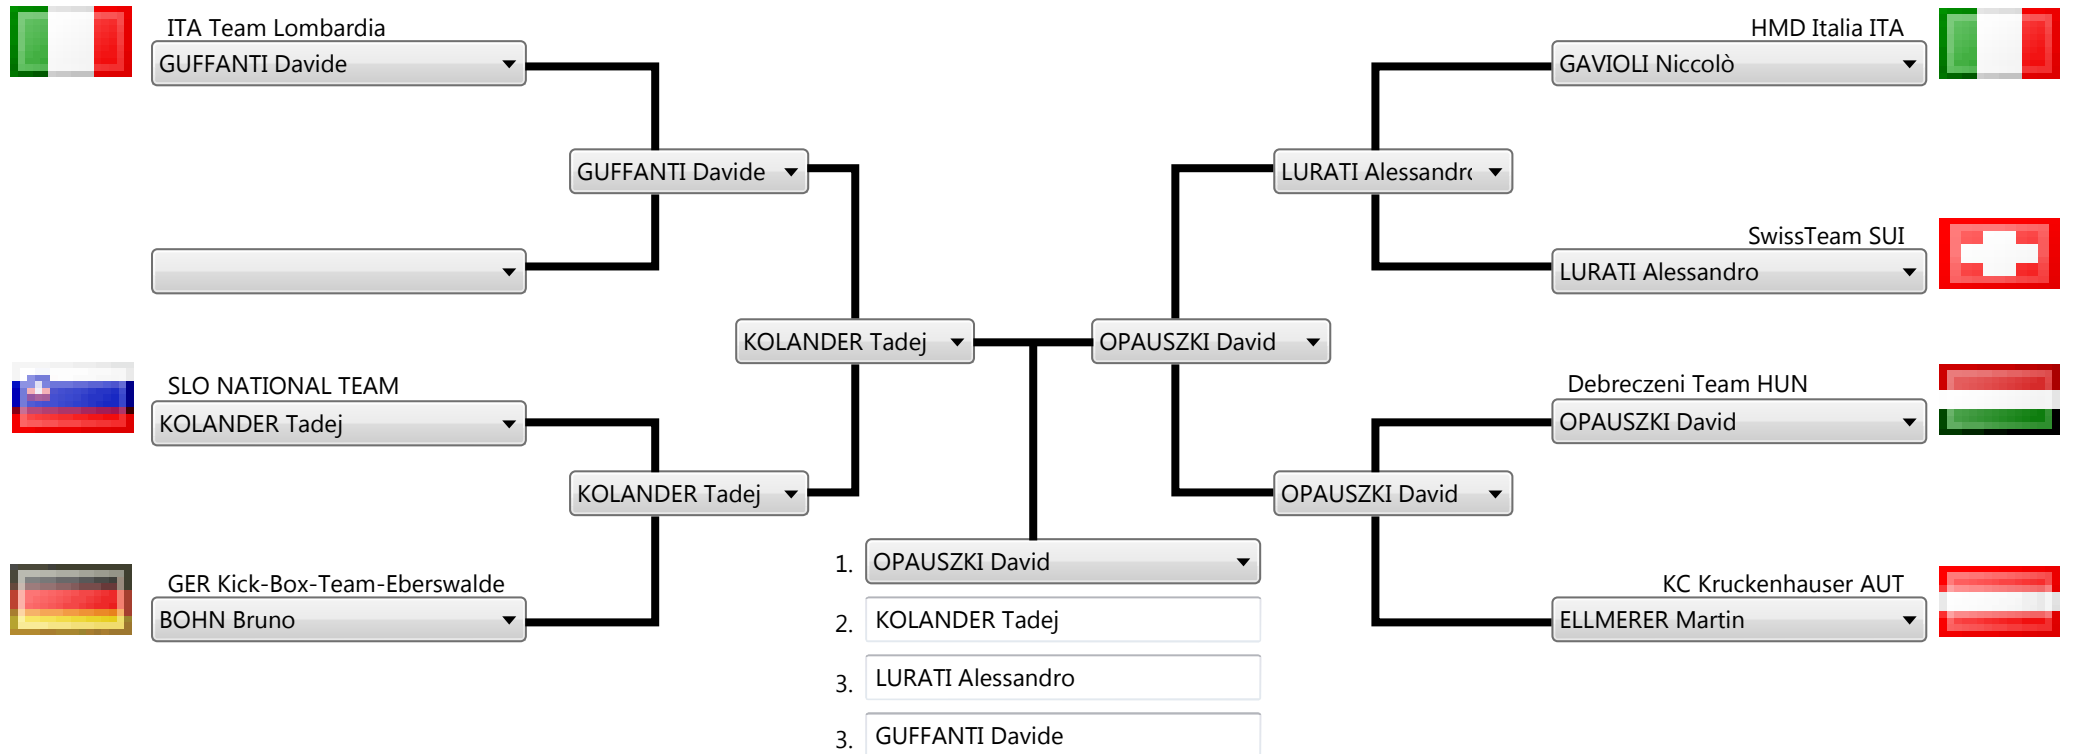 ITA Team Lombardia
GUFFANTI Davide
HMD Italia ITA
GAVIOLI Niccolò
GUFFANTI Davide
LURATI Alessandro
SwissTeam SUI
LURATI Alessandro
KOLANDER Tadej
OPAUSZKI David
SLO NATIONAL TEAM
KOLANDER Tadej
Debreczeni Team HUN
OPAUSZKI David
KOLANDER Tadej
OPAUSZKI David
GER Kick-Box-Team-Eberswalde
BOHN Bruno
KC Kruckenhauser AUT
ELLMERER Martin
1. OPAUSZKI David
2. KOLANDER Tadej
3. LURATI Alessandro
3. GUFFANTI Davide